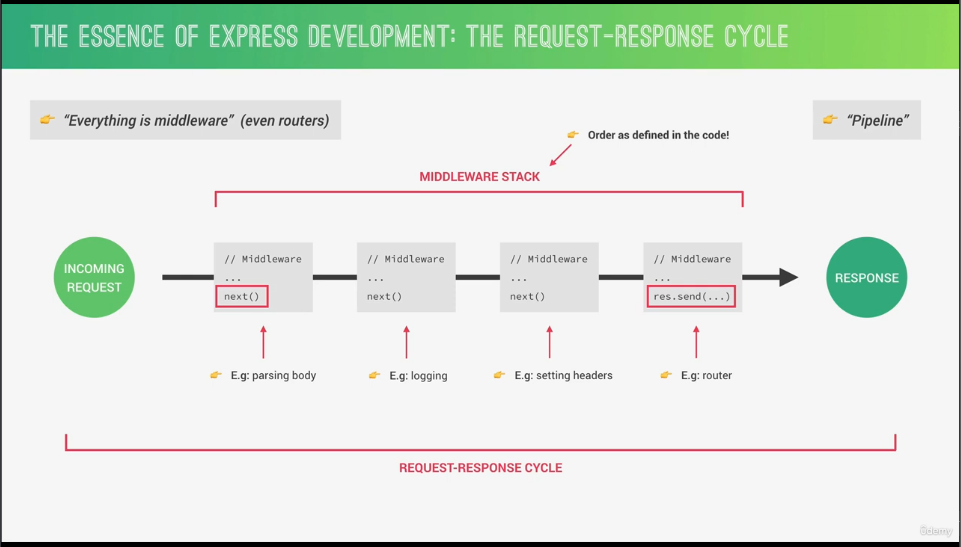 THE ESSENCE OF EXPRESS DEVELOPMENT: THE REQUEST-RESPONSE CYCLE
👉 “Everything is middleware” (even routers)
👉 “Pipeline”
👉 Order as defined in the code!
MIDDLEWARE STACK
INCOMING
REQUEST
// Middleware
...
next()
// Middleware
...
next()
// Middleware
...
next()
// Middleware
...
res.send(...)
RESPONSE
👉 E.g: parsing body
👉 E.g: logging
👉 E.g: setting headers
👉 E.g: router
REQUEST-RESPONSE CYCLE
Udemy